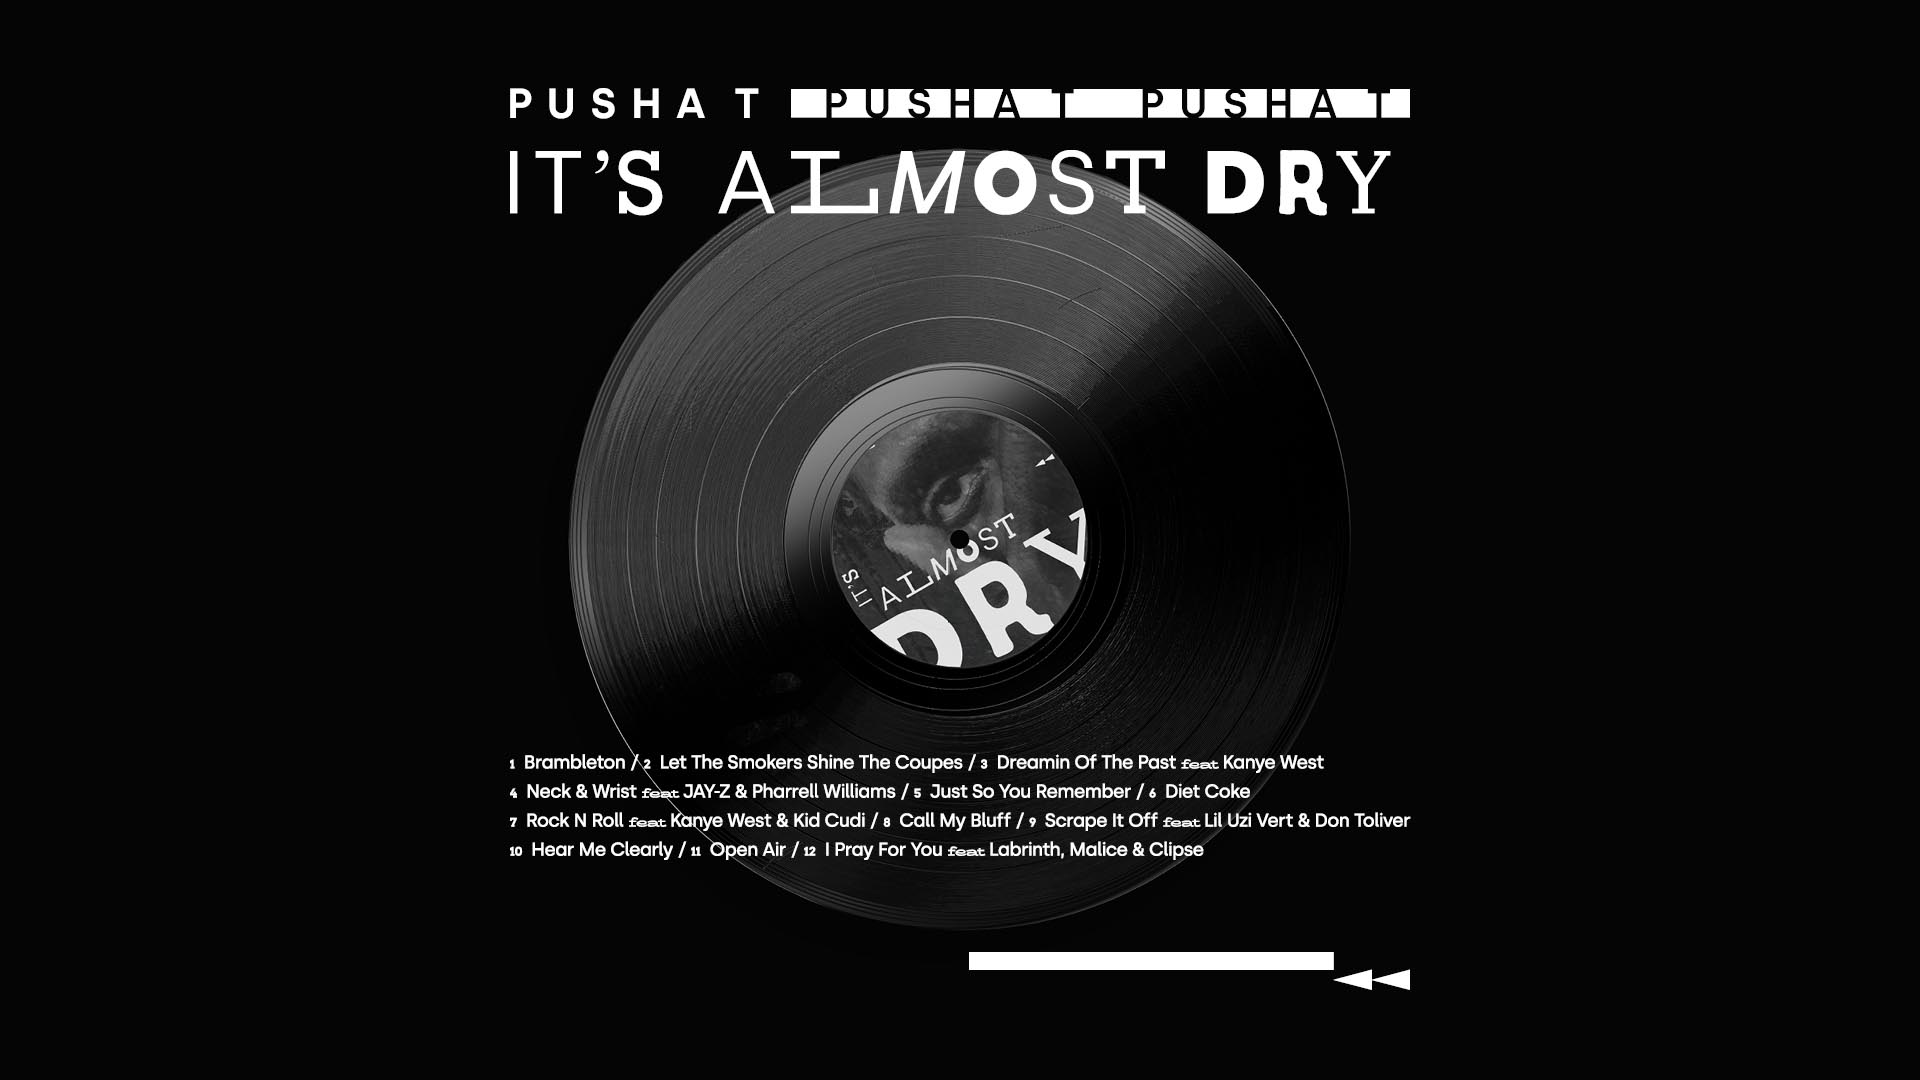 PUSHA T PUSHA T PUSHA T
IT'S ALMOST DRY
IT'S
ALMOST
DRY
1 Brambleton / 2 Let The Smokers Shine The Coupes / 3 Dreamin Of The Past feat Kanye West
4 Neck & Wrist feat JAY-Z & Pharrell Williams / 5 Just So You Remember / 6 Diet Coke
7 Rock N Roll feat Kanye West & Kid Cudi / 8 Call My Bluff / 9 Scrape It Off feat Lil Uzi Vert & Don Toliver
10 Hear Me Clearly / 11 Open Air / 12 I Pray For You feat Labrinth, Malice & Clipse